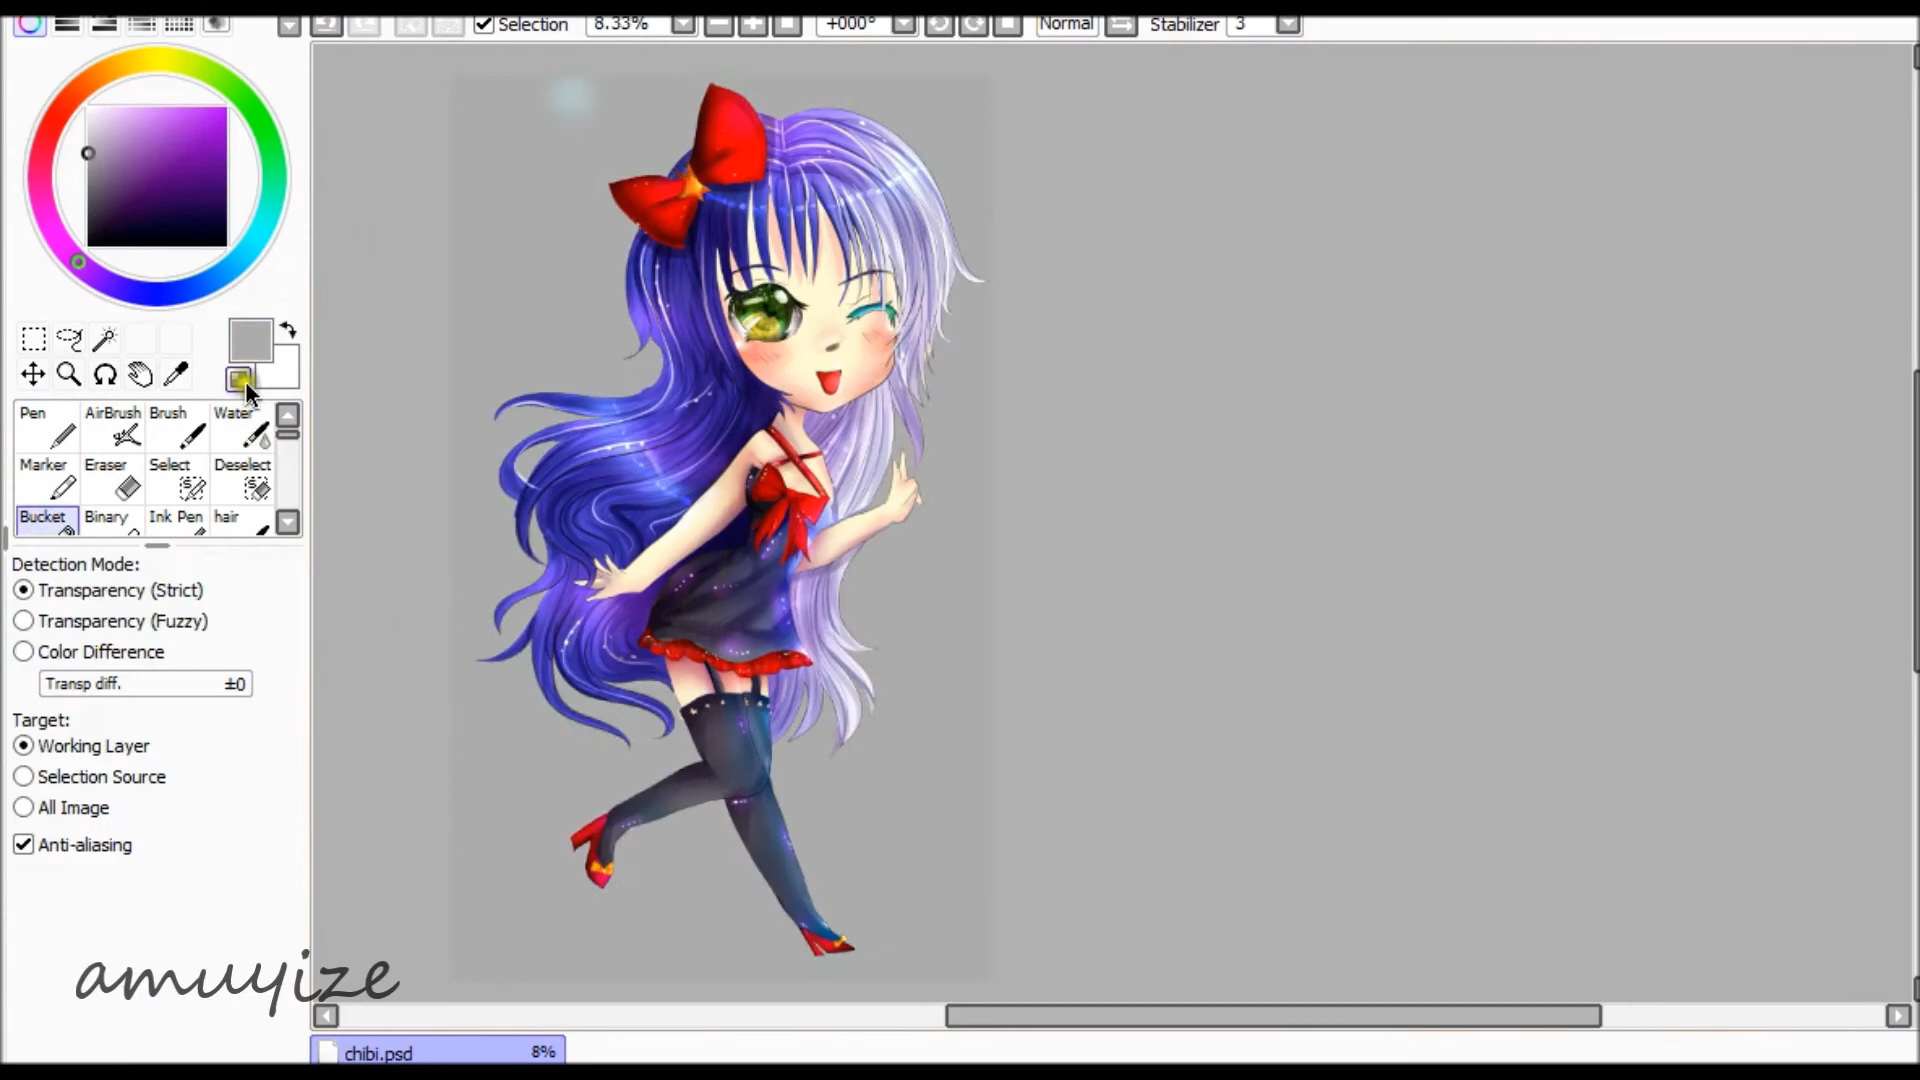 Selection 8.33% +000° Normal Stabilizer 3
Pen AirBrush Brush Water
Marker Eraser Select Deselect
Bucket Binary Ink Pen hair
Detection Mode:
Transparency (Strict)
Transparency (Fuzzy)
Color Difference
Transp diff. ±0
Target:
Working Layer
Selection Source
All Image
Anti-aliasing
amuyize
chibi.psd 8%